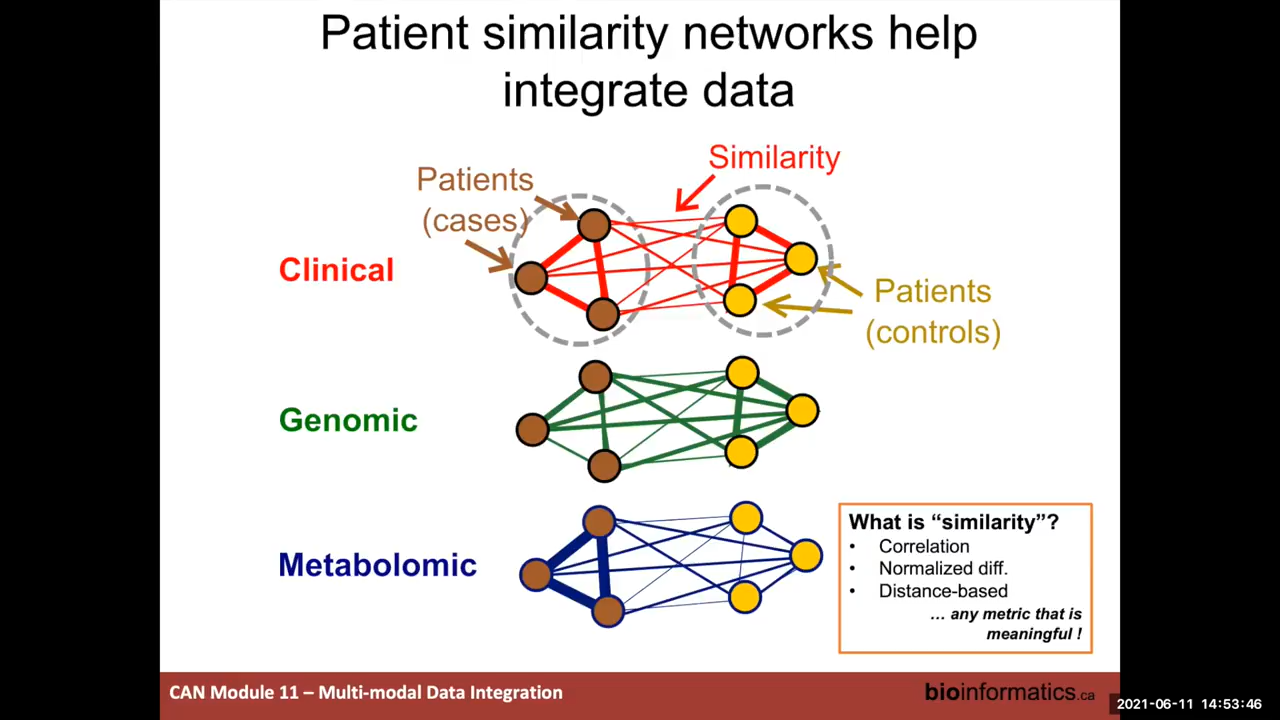 Patient similarity networks help
integrate data
Similarity
Patients
(cases)
Clinical
Patients
(controls)
Genomic
Metabolomic
What is “similarity”?
• Correlation
• Normalized diff.
• Distance-based
… any metric that is
meaningful !
CAN Module 11 – Multi-modal Data Integration
bioinformatics.ca
2021-06-11 14:53:46